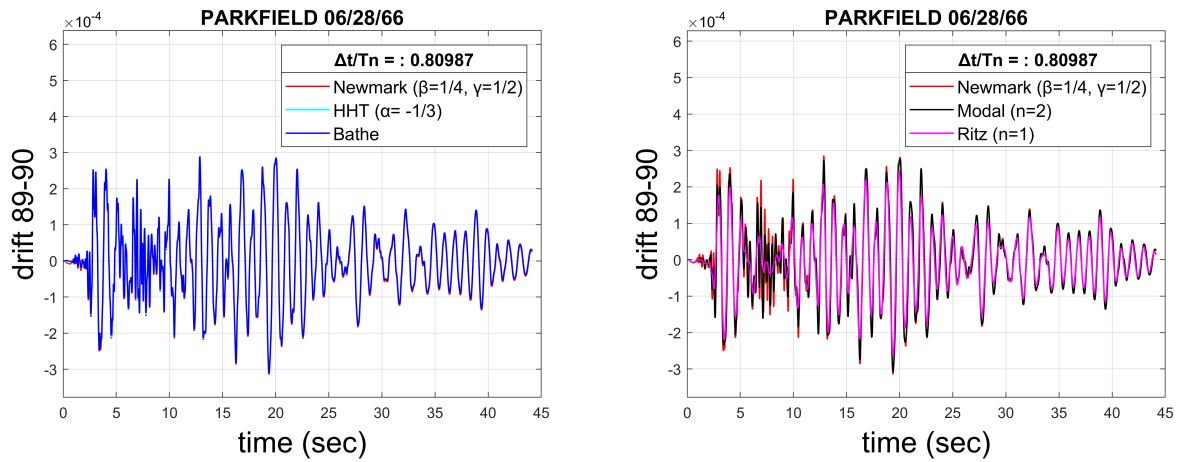 PARKFIELD 06/28/66
×10⁻⁴
6
5
4
3
2
1
0
-1
-2
-3
drift 89-90
Δt/Tn = : 0.80987
Newmark (β=1/4, γ=1/2)
HHT (α= -1/3)
Bathe
0 5 10 15 20 25 30 35 40 45
time (sec)
PARKFIELD 06/28/66
×10⁻⁴
6
5
4
3
2
1
0
-1
-2
-3
drift 89-90
Δt/Tn = : 0.80987
Newmark (β=1/4, γ=1/2)
Modal (n=2)
Ritz (n=1)
0 5 10 15 20 25 30 35 40 45
time (sec)